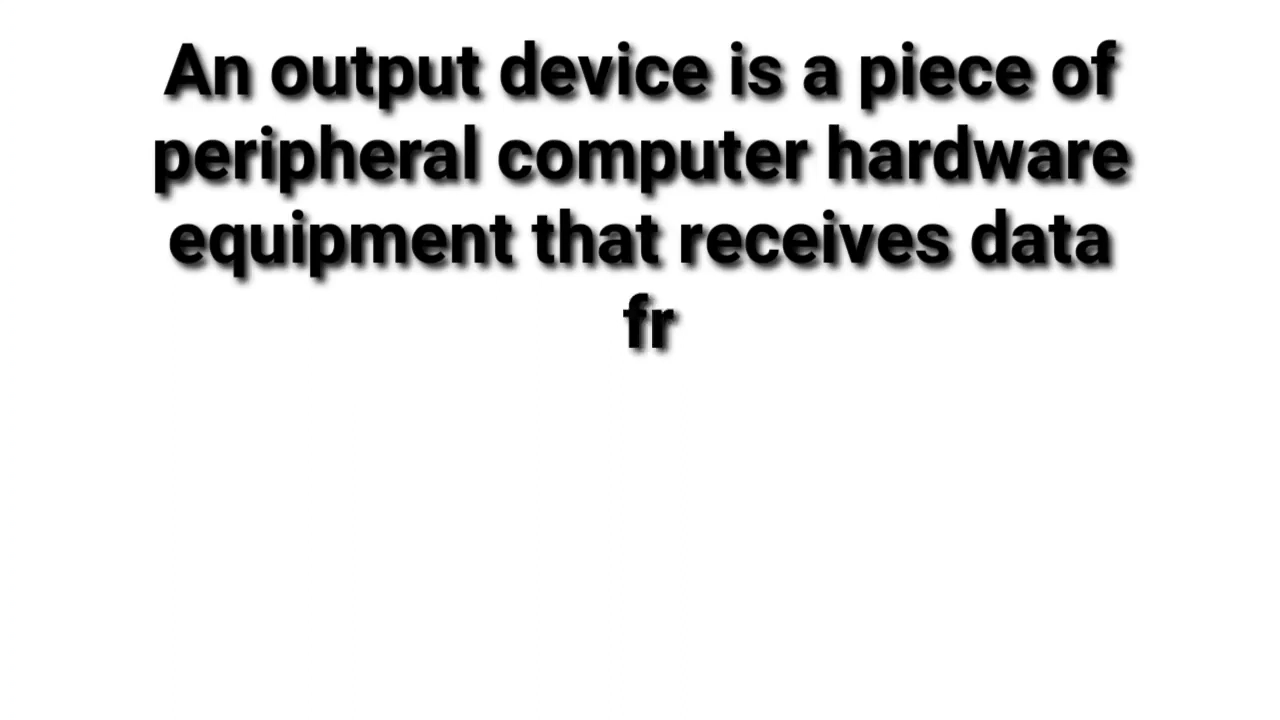 An output device is a piece of
peripheral computer hardware
equipment that receives data
fr